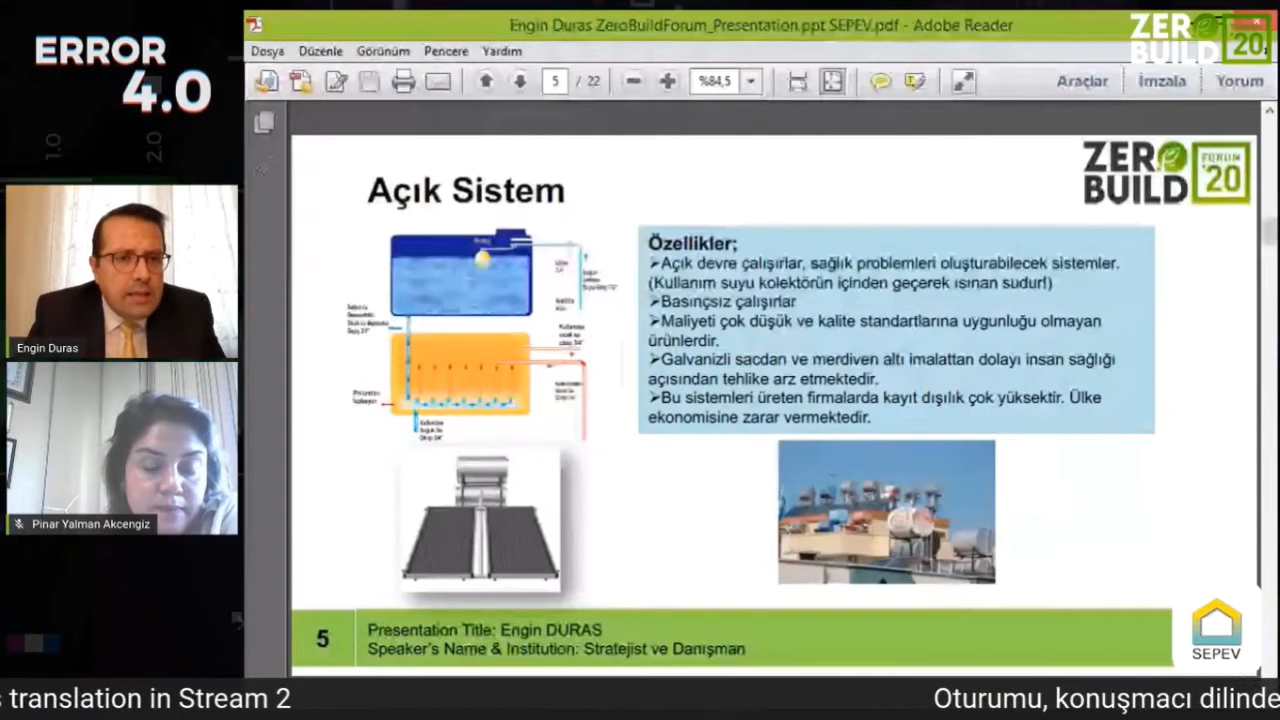 ERROR
4.0
1.0
2.0
Engin Duras ZeroBuildForum_Presentation.ppt SEPEV.pdf - Adobe Reader
ZERO
BUILD
'20
Dosya Düzenle Görünüm Pencere Yardım
5 / 22
%84,5
Araçlar İmzala Yorum
ZERO
BUILD
FORUM
'20
Açık Sistem
Özellikler;
➢Açık devre çalışırlar, sağlık problemleri oluşturabilecek sistemler.
(Kullanım suyu kolektörün içinden geçerek ısınan sudur!)
➢Basınçsız çalışırlar
➢Maliyeti çok düşük ve kalite standartlarına uygunluğu olmayan
ürünlerdir.
➢Galvanizli sacdan ve merdiven altı imalattan dolayı insan sağlığı
açısından tehlike arz etmektedir.
➢Bu sistemleri üreten firmalarda kayıt dışılık çok yüksektir. Ülke
ekonomisine zarar vermektedir.
Engin Duras
Pinar Yalman Akcengiz
5
Presentation Title: Engin DURAS
Speaker's Name & Institution: Stratejist ve Danışman
SEPEV
s translation in Stream 2
Oturumu, konuşmacı dilinde